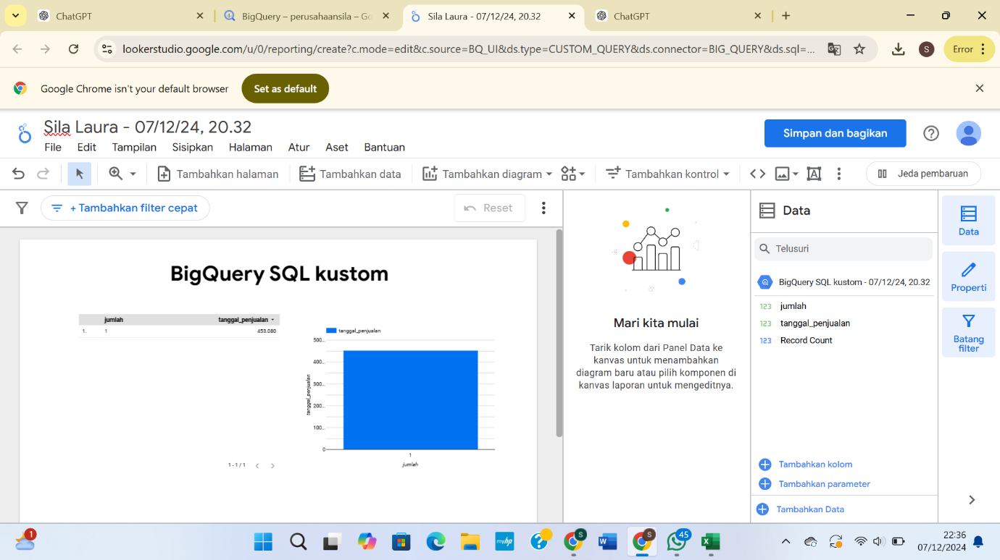 ChatGPT
BigQuery – perusahaansila – Go
Sila Laura - 07/12/24, 20.32
ChatGPT
lookerstudio.google.com/u/0/reporting/create?c.mode=edit&c.source=BQ_UI&ds.type=CUSTOM_QUERY&ds.connector=BIG_QUERY&ds.sql=...
S
Error
Google Chrome isn't your default browser
Set as default
Sila Laura - 07/12/24, 20.32
File Edit Tampilan Sisipkan Halaman Atur Aset Bantuan
Simpan dan bagikan
Tambahkan halaman
Tambahkan data
Tambahkan diagram
Tambahkan kontrol
Jeda pembaruan
+ Tambahkan filter cepat
Reset
BigQuery SQL kustom
jumlah tanggal_penjualan
1. 1 453.080
1 - 1 / 1
tanggal_penjualan
500...
400...
300...
200...
100...
0
tanggal_penjualan
1
jumlah
Mari kita mulai
Tarik kolom dari Panel Data ke
kanvas untuk menambahkan
diagram baru atau pilih komponen di
kanvas laporan untuk mengeditnya.
Data
Telusuri
BigQuery SQL kustom - 07/12/24, 20.32
123 jumlah
123 tanggal_penjualan
123 Record Count
Tambahkan kolom
Tambahkan parameter
Tambahkan Data
Data
Properti
Batang
filter
1
myhp
S
S
45
22:36
07/12/2024